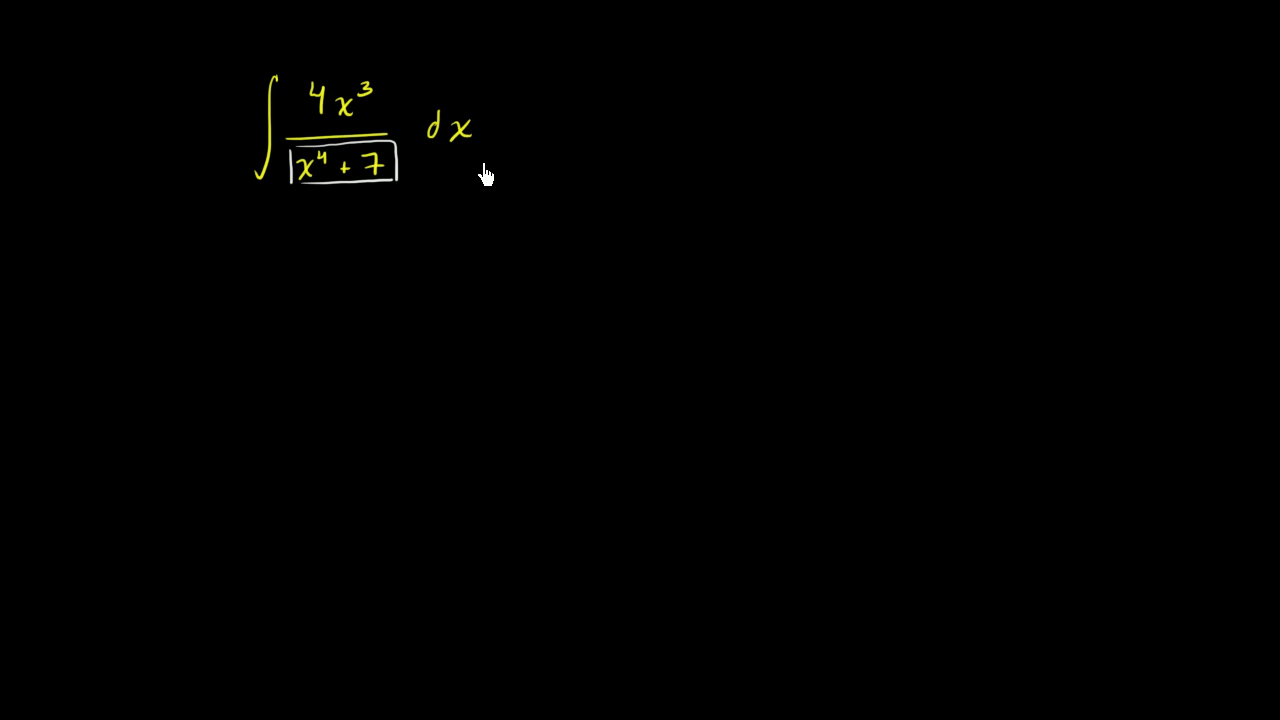 ∫ 4x³ / (x⁴ + 7) dx